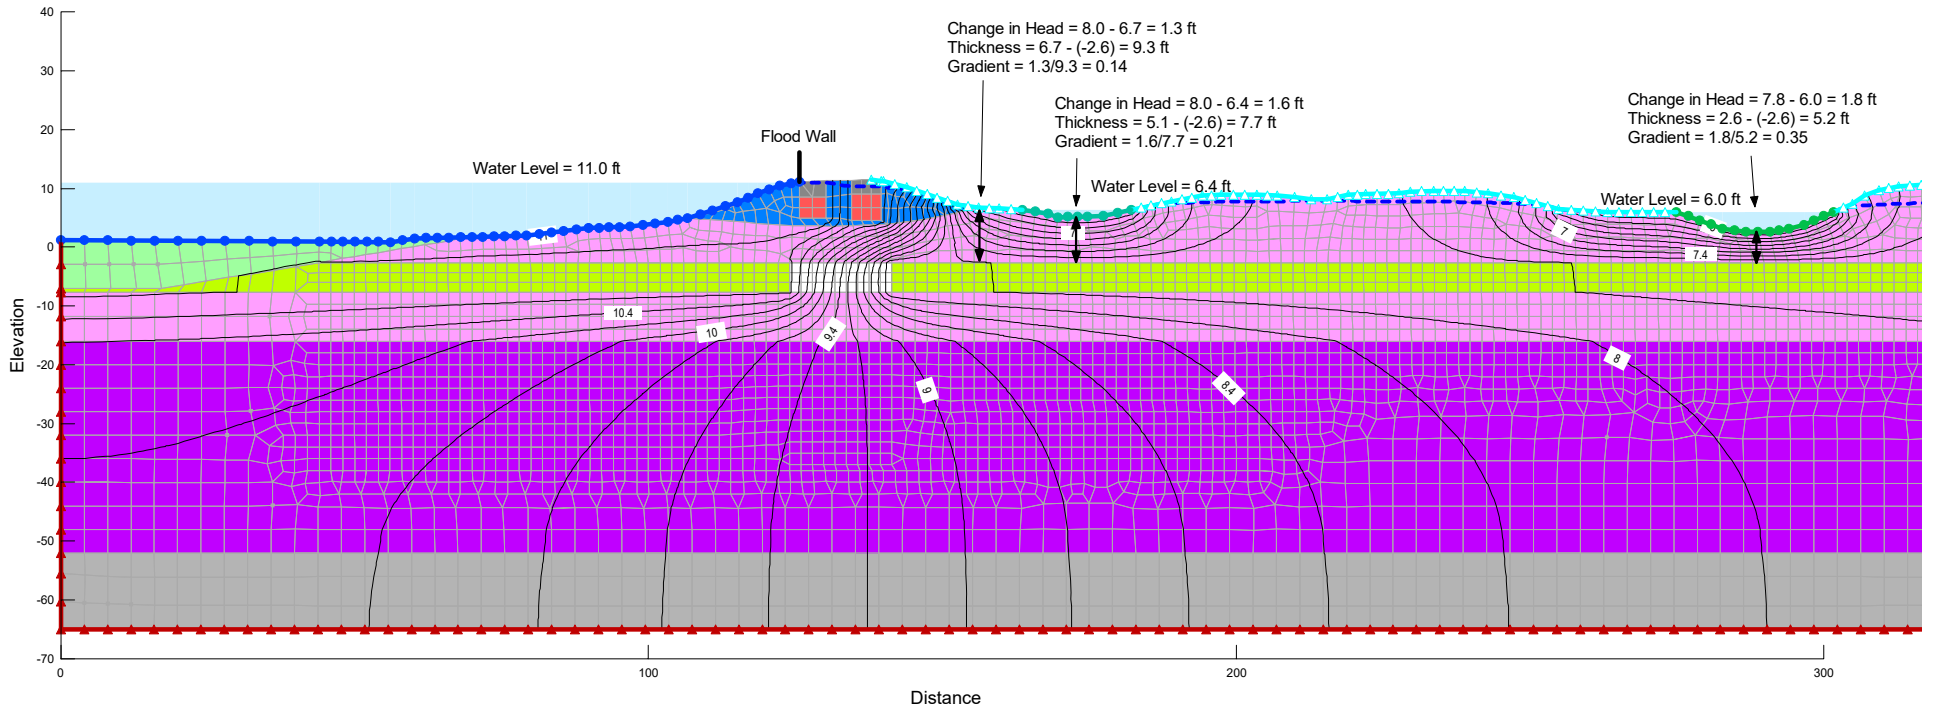 40
30
20
10
0
-10
-20
-30
-40
-50
-60
-70
Elevation
Change in Head = 8.0 - 6.7 = 1.3 ft
Thickness = 6.7 - (-2.6) = 9.3 ft
Gradient = 1.3/9.3 = 0.14
Change in Head = 8.0 - 6.4 = 1.6 ft
Thickness = 5.1 - (-2.6) = 7.7 ft
Gradient = 1.6/7.7 = 0.21
Change in Head = 7.8 - 6.0 = 1.8 ft
Thickness = 2.6 - (-2.6) = 5.2 ft
Gradient = 1.8/5.2 = 0.35
Flood Wall
Water Level = 11.0 ft
Water Level = 6.4 ft
Water Level = 6.0 ft
7
7.4
10.4
10
9.4
9
8.4
8
0
100
200
300
Distance